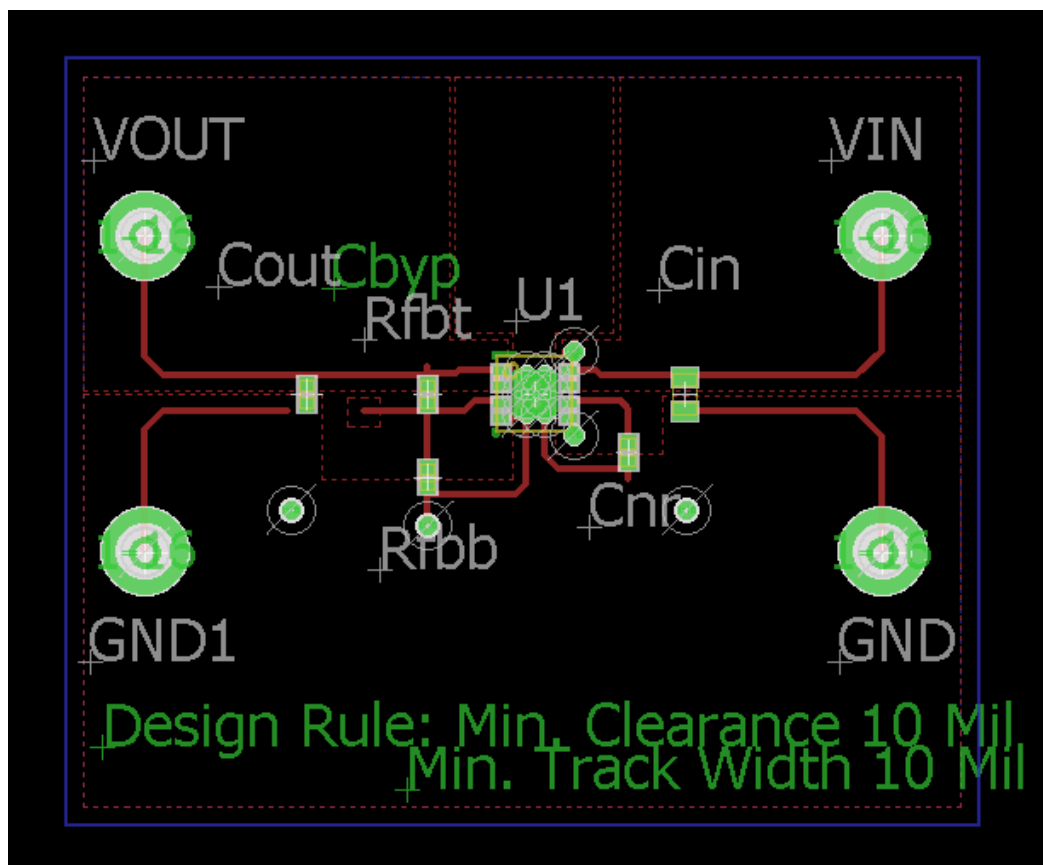 VOUT
VIN
Cout
Cbyp
Cin
Rfbt
U1
Cnr
Rfbb
GND1
GND
Design Rule: Min. Clearance 10 Mil
Min. Track Width 10 Mil